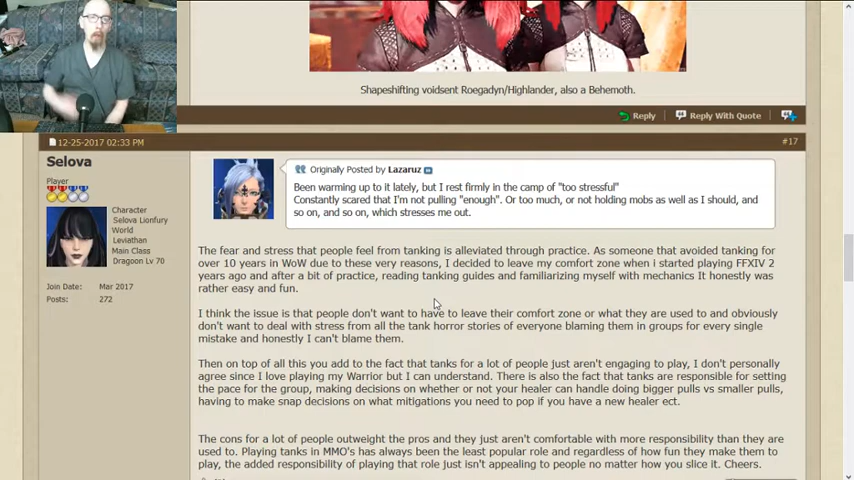 Shapeshifting voidsent Roegadyn/Highlander, also a Behemoth.
Reply Reply With Quote
12-25-2017 02:33 PM #17
Selova
Player
Character
Selova Lionfury
World
Leviathan
Main Class
Dragoon Lv 70
Join Date: Mar 2017
Posts: 272
Originally Posted by Lazaruz
Been warming up to it lately, but I rest firmly in the camp of "too stressful"
Constantly scared that I'm not pulling "enough". Or too much, or not holding mobs as well as I should, and
so on, and so on, which stresses me out.
The fear and stress that people feel from tanking is alleviated through practice. As someone that avoided tanking for
over 10 years in WoW due to these very reasons, I decided to leave my comfort zone when i started playing FFXIV 2
years ago and after a bit of practice, reading tanking guides and familiarizing myself with mechanics It honestly was
rather easy and fun.
I think the issue is that people don't want to have to leave their comfort zone or what they are used to and obviously
don't want to deal with stress from all the tank horror stories of everyone blaming them in groups for every single
mistake and honestly I can't blame them.
Then on top of all this you add to the fact that tanks for a lot of people just aren't engaging to play, I don't personally
agree since I love playing my Warrior but I can understand. There is also the fact that tanks are responsible for setting
the pace for the group, making decisions on whether or not your healer can handle doing bigger pulls vs smaller pulls,
having to make snap decisions on what mitigations you need to pop if you have a new healer ect.
The cons for a lot of people outweight the pros and they just aren't comfortable with more responsibility than they are
used to. Playing tanks in MMO's has always been the least popular role and regardless of how fun they make them to
play, the added responsibility of playing that role just isn't appealing to people no matter how you slice it. Cheers.